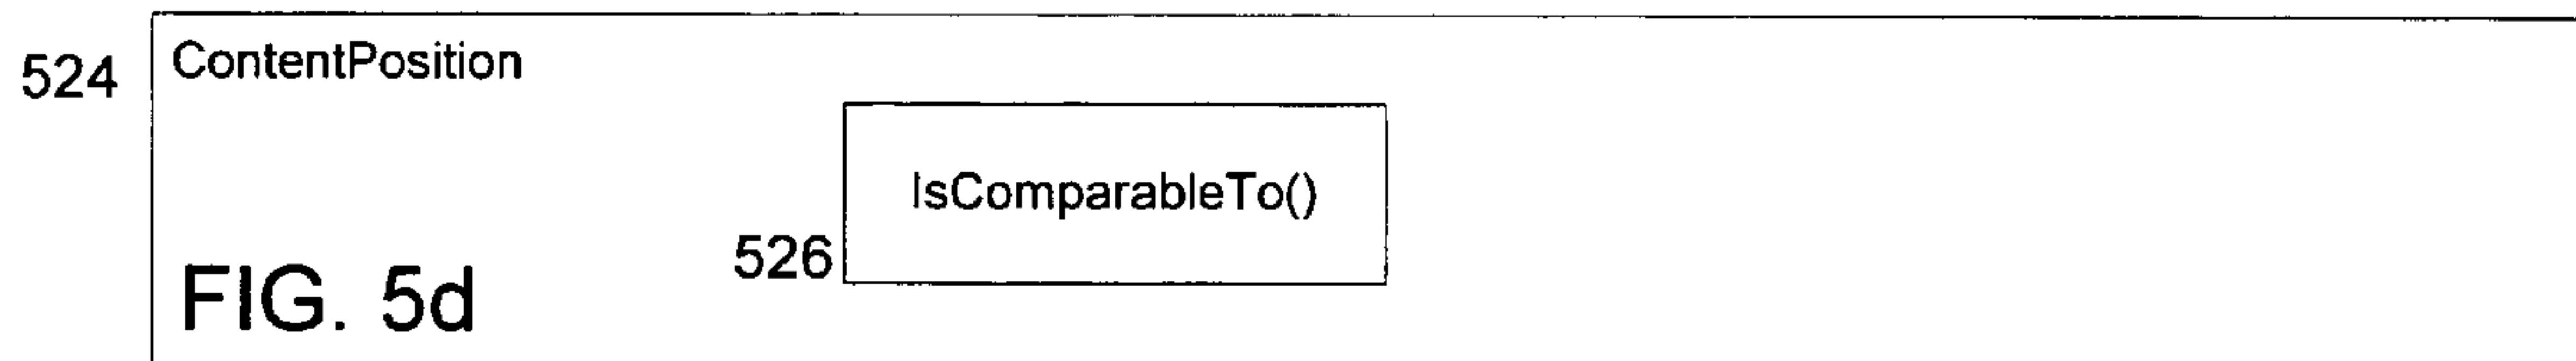 524
ContentPosition
IsComparableTo()
526
FIG. 5d